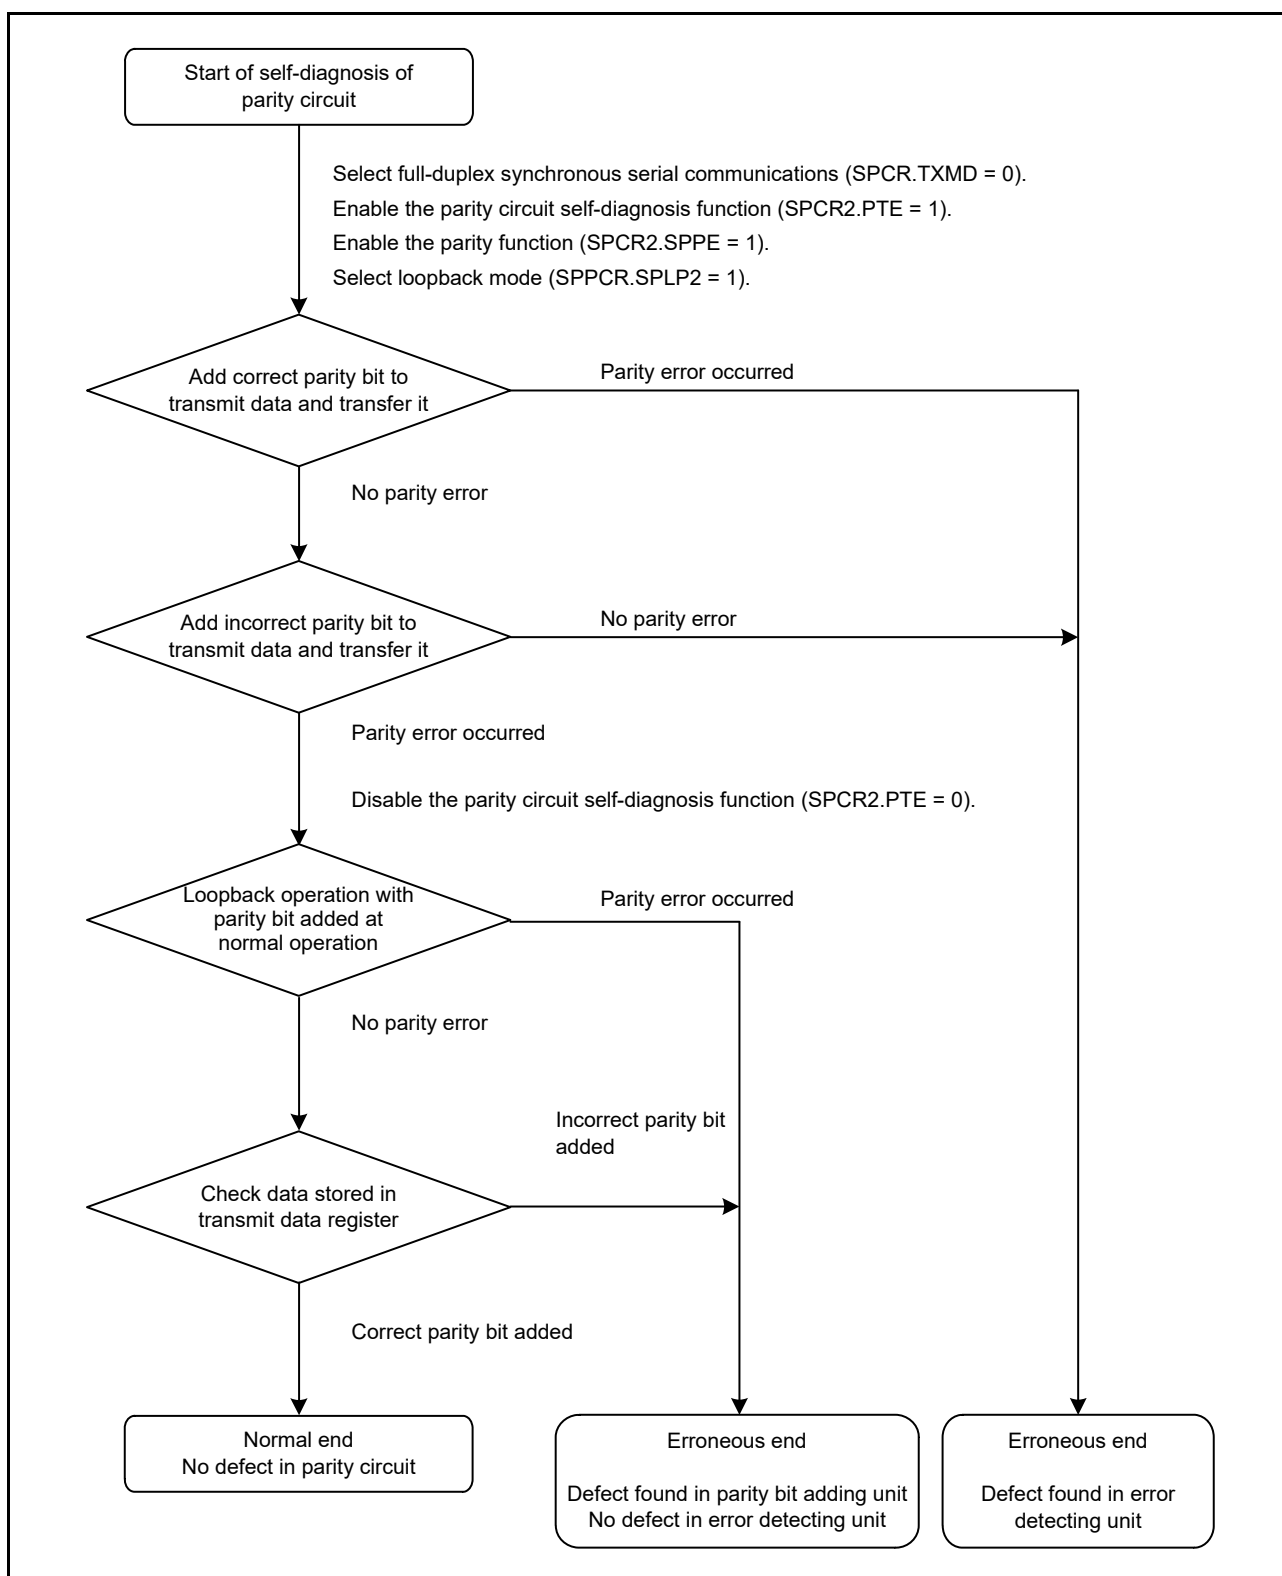 Start of self-diagnosis of
parity circuit
Select full-duplex synchronous serial communications (SPCR.TXMD = 0).
Enable the parity circuit self-diagnosis function (SPCR2.PTE = 1).
Enable the parity function (SPCR2.SPPE = 1).
Select loopback mode (SPPCR.SPLP2 = 1).
Add correct parity bit to
transmit data and transfer it
Parity error occurred
No parity error
Add incorrect parity bit to
transmit data and transfer it
No parity error
Parity error occurred
Disable the parity circuit self-diagnosis function (SPCR2.PTE = 0).
Loopback operation with
parity bit added at
normal operation
Parity error occurred
No parity error
Incorrect parity bit
added
Check data stored in
transmit data register
Correct parity bit added
Normal end
No defect in parity circuit
Erroneous end
Defect found in parity bit adding unit
No defect in error detecting unit
Erroneous end
Defect found in error
detecting unit